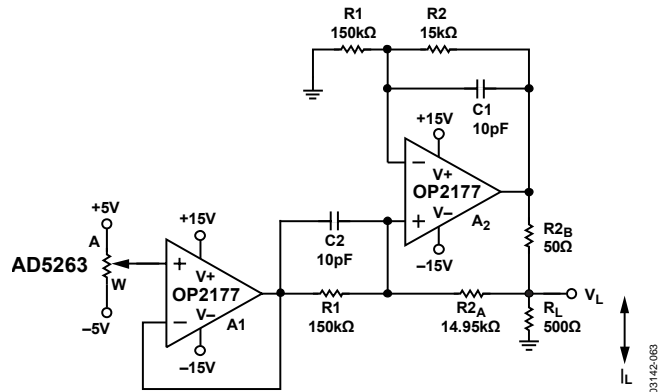 R1
150kΩ
R2
15kΩ
C1
10pF
+15V
−
V+
OP2177
+
V−
A2
−15V
R2B
50Ω
C2
10pF
+5V
A
AD5263
W
−5V
+15V
+
V+
OP2177
−
V−
A1
−15V
R1
150kΩ
R2A
14.95kΩ
VL
RL
500Ω
IL
03142-063